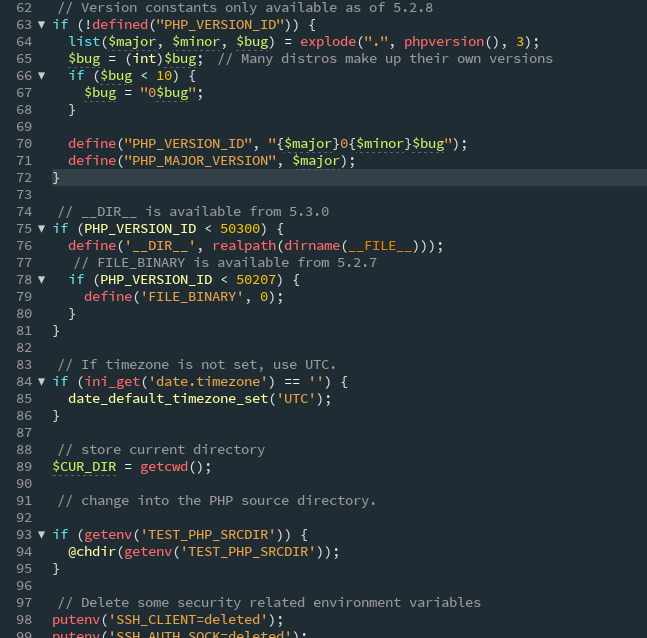 62 // Version constants only available as of 5.2.8
63 ▼ if (!defined("PHP_VERSION_ID")) {
64 list($major, $minor, $bug) = explode(".", phpversion(), 3);
65 $bug = (int)$bug; // Many distros make up their own versions
66 ▼ if ($bug < 10) {
67 $bug = "0$bug";
68 }
69
70 define("PHP_VERSION_ID", "{$major}0{$minor}$bug");
71 define("PHP_MAJOR_VERSION", $major);
72 }
73
74 // __DIR__ is available from 5.3.0
75 ▼ if (PHP_VERSION_ID < 50300) {
76 define('__DIR__', realpath(dirname(__FILE__)));
77 // FILE_BINARY is available from 5.2.7
78 ▼ if (PHP_VERSION_ID < 50207) {
79 define('FILE_BINARY', 0);
80 }
81 }
82
83 // If timezone is not set, use UTC.
84 ▼ if (ini_get('date.timezone') == '') {
85 date_default_timezone_set('UTC');
86 }
87
88 // store current directory
89 $CUR_DIR = getcwd();
90
91 // change into the PHP source directory.
92
93 ▼ if (getenv('TEST_PHP_SRCDIR')) {
94 @chdir(getenv('TEST_PHP_SRCDIR'));
95 }
96
97 // Delete some security related environment variables
98 putenv('SSH_CLIENT=deleted');
99 putenv('SSH_AUTH_SOCK=deleted');